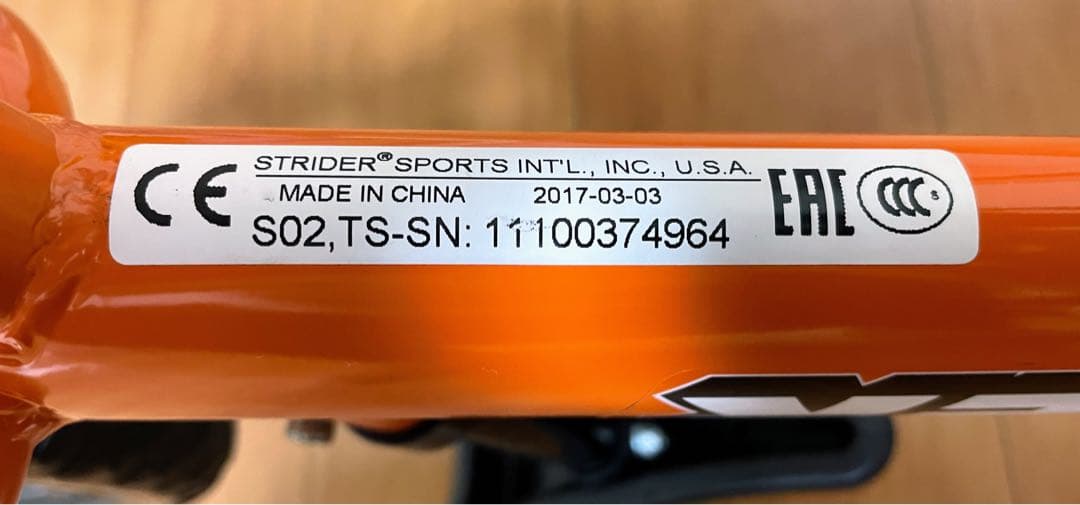 CE
STRIDER® SPORTS INT'L., INC., U.S.A.
MADE IN CHINA 2017-03-03
S02,TS-SN: 11100374964
EAC
CCC S